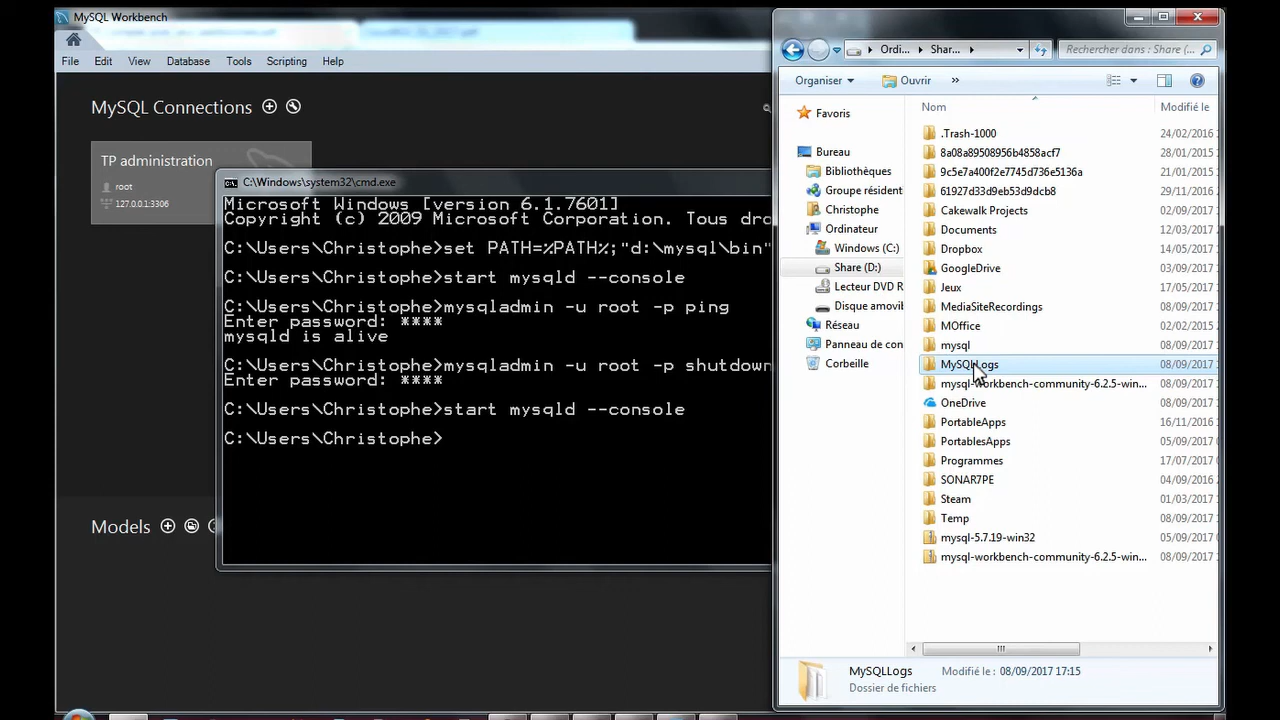 MySQL Workbench
File Edit View Database Tools Scripting Help
MySQL Connections
TP administration
root
127.0.0.1:3306
Models
C:\Windows\system32\cmd.exe
Microsoft Windows [version 6.1.7601]
Copyright (c) 2009 Microsoft Corporation. Tous dro
C:\Users\Christophe>set PATH=%PATH%;"d:\mysql\bin"
C:\Users\Christophe>start mysqld --console
C:\Users\Christophe>mysqladmin -u root -p ping
Enter password: ****
mysqld is alive
C:\Users\Christophe>mysqladmin -u root -p shutdown
Enter password: ****
C:\Users\Christophe>start mysqld --console
C:\Users\Christophe>
Ordi... Shar... Rechercher dans : Share (...
Organiser Ouvrir »
Favoris
Bureau
Bibliothèques
Groupe résident
Christophe
Ordinateur
Windows (C:)
Share (D:)
Lecteur DVD R
Disque amovi
Réseau
Panneau de con
Corbeille
Nom Modifié le
.Trash-1000 24/02/2016
8a08a89508956b4858acf7 28/01/2015
9c5e7a400f2e7745d736e5136a 21/01/2015
61927d33d9eb53d9dcb8 29/11/2016
Cakewalk Projects 02/09/2017
Documents 12/03/2017
Dropbox 14/05/2017
GoogleDrive 03/09/2017
Jeux 17/05/2017
MediaSiteRecordings 08/09/2017
MOffice 02/02/2015
mysql 08/09/2017
MySQLLogs 08/09/2017
mysql-workbench-community-6.2.5-win... 08/09/2017
OneDrive 08/09/2017
PortableApps 16/11/2016
PortablesApps 05/09/2017
Programmes 17/07/2017
SONAR7PE 04/09/2016
Steam 01/03/2017
Temp 08/09/2017
mysql-5.7.19-win32 05/09/2017
mysql-workbench-community-6.2.5-win... 08/09/2017
MySQLLogs Modifié le : 08/09/2017 17:15
Dossier de fichiers